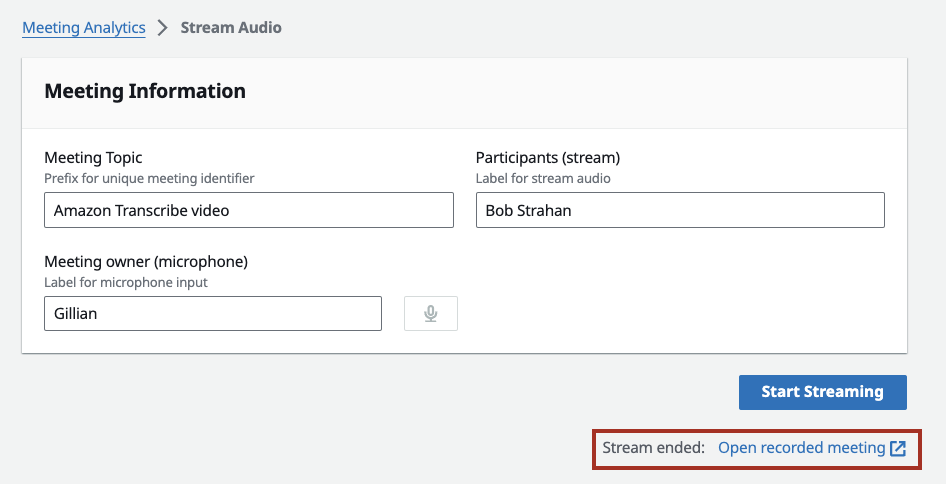 Meeting Analytics > Stream Audio
Meeting Information
Meeting Topic
Prefix for unique meeting identifier
Amazon Transcribe video
Participants (stream)
Label for stream audio
Bob Strahan
Meeting owner (microphone)
Label for microphone input
Gillian
Start Streaming
Stream ended: Open recorded meeting